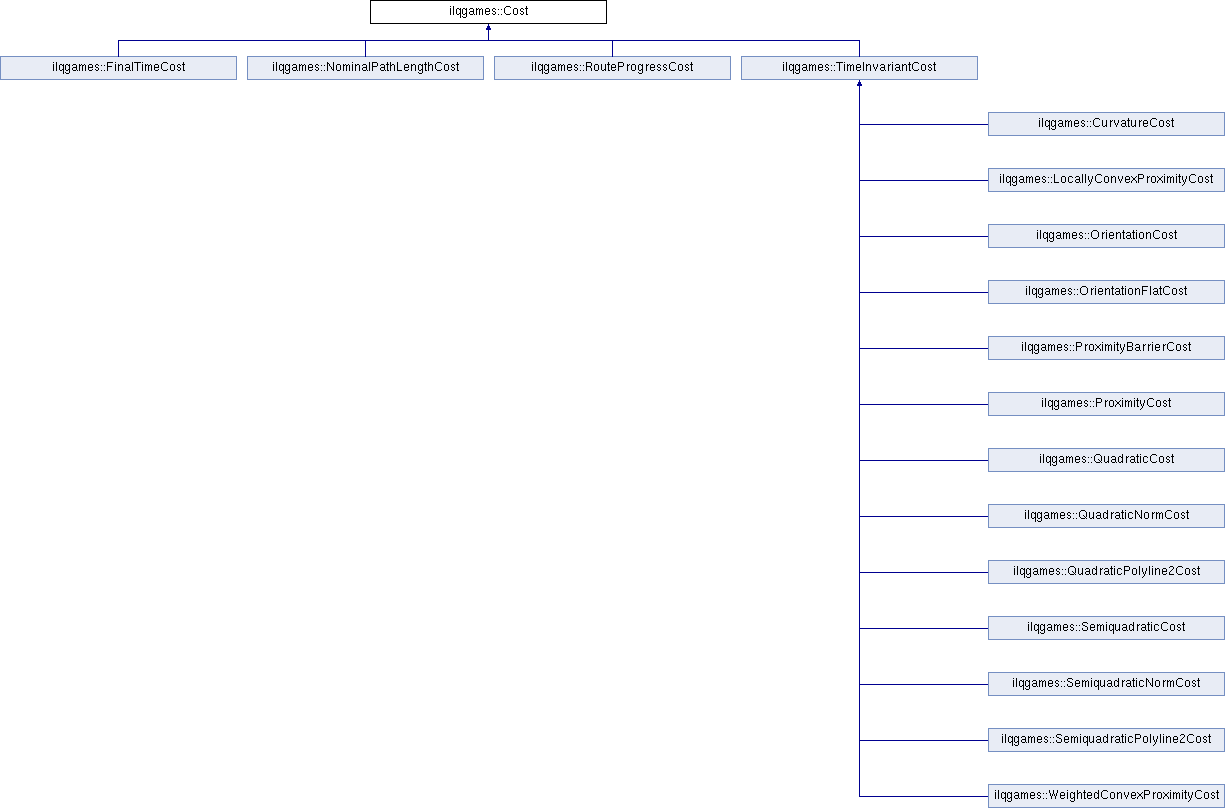 ilqgames::Cost
ilqgames::FinalTimeCost
ilqgames::NominalPathLengthCost
ilqgames::RouteProgressCost
ilqgames::TimeInvariantCost
ilqgames::CurvatureCost
ilqgames::LocallyConvexProximityCost
ilqgames::OrientationCost
ilqgames::OrientationFlatCost
ilqgames::ProximityBarrierCost
ilqgames::ProximityCost
ilqgames::QuadraticCost
ilqgames::QuadraticNormCost
ilqgames::QuadraticPolyline2Cost
ilqgames::SemiquadraticCost
ilqgames::SemiquadraticNormCost
ilqgames::SemiquadraticPolyline2Cost
ilqgames::WeightedConvexProximityCost